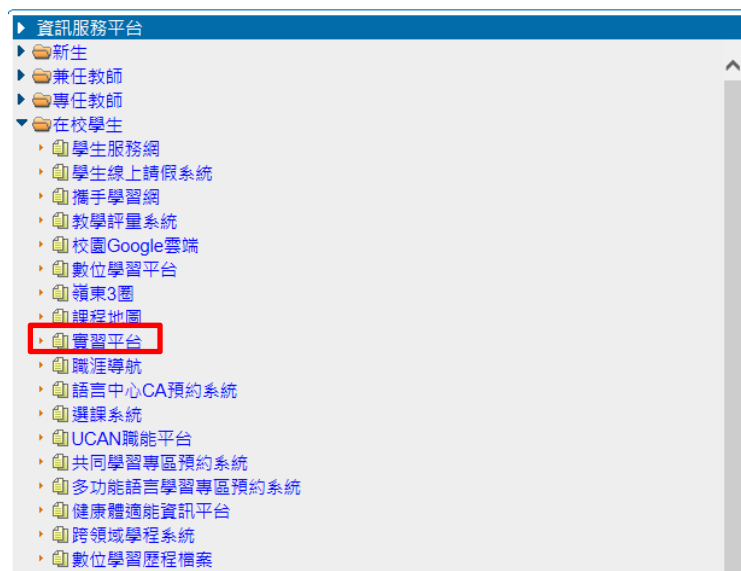 資訊服務平台
新生
兼任教師
專任教師
在校學生
學生服務網
學生線上請假系統
攜手學習網
教學評量系統
校園Google雲端
數位學習平台
嶺東3圈
課程地圖
實習平台
職涯導航
語言中心CA預約系統
選課系統
UCAN職能平台
共同學習專區預約系統
多功能語言學習專區預約系統
健康體適能資訊平台
跨領域學程系統
數位學習歷程檔案